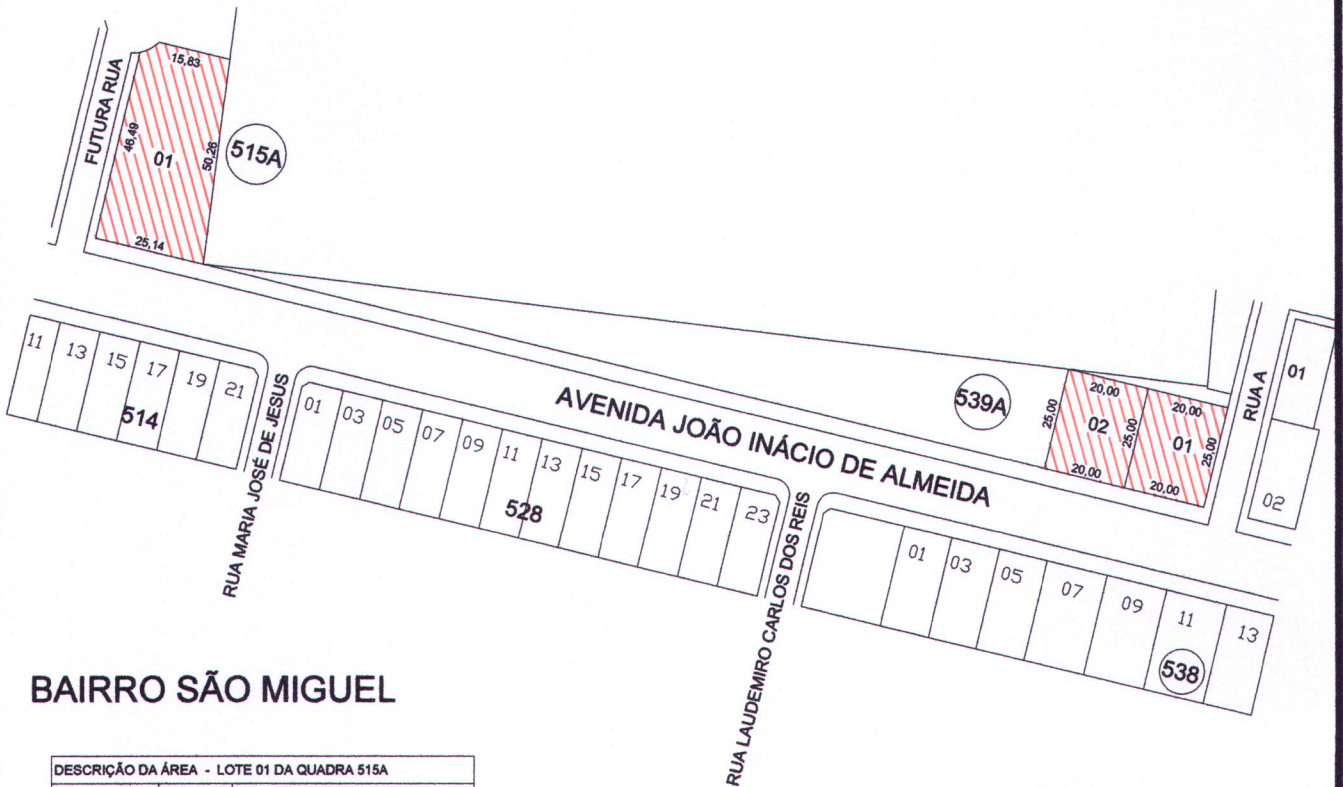 FUTURA RUA
15,83
46,49
01
50,26
25,14
515A
11 13 15 17 19 21
514
RUA MARIA JOSÉ DE JESUS
01 03 05 07 09 11 13 15 17 19 21 23
528
AVENIDA JOÃO INÁCIO DE ALMEIDA
RUA LAUDEMIRO CARLOS DOS REIS
539A
25,00
20,00
02
25,00
20,00
20,00
01
25,00
20,00
RUA A
01
02
01 03 05 07 09 11 13
538
BAIRRO SÃO MIGUEL
DESCRIÇÃO DA ÁREA - LOTE 01 DA QUADRA 515A